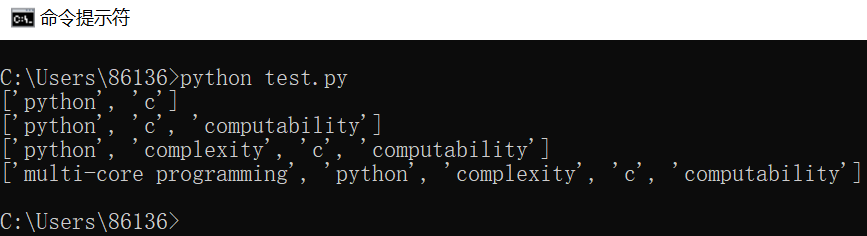 命令提示符
C:\Users\86136>python test.py
['python', 'c']
['python', 'c', 'computability']
['python', 'complexity', 'c', 'computability']
['multi-core programming', 'python', 'complexity', 'c', 'computability']
C:\Users\86136>